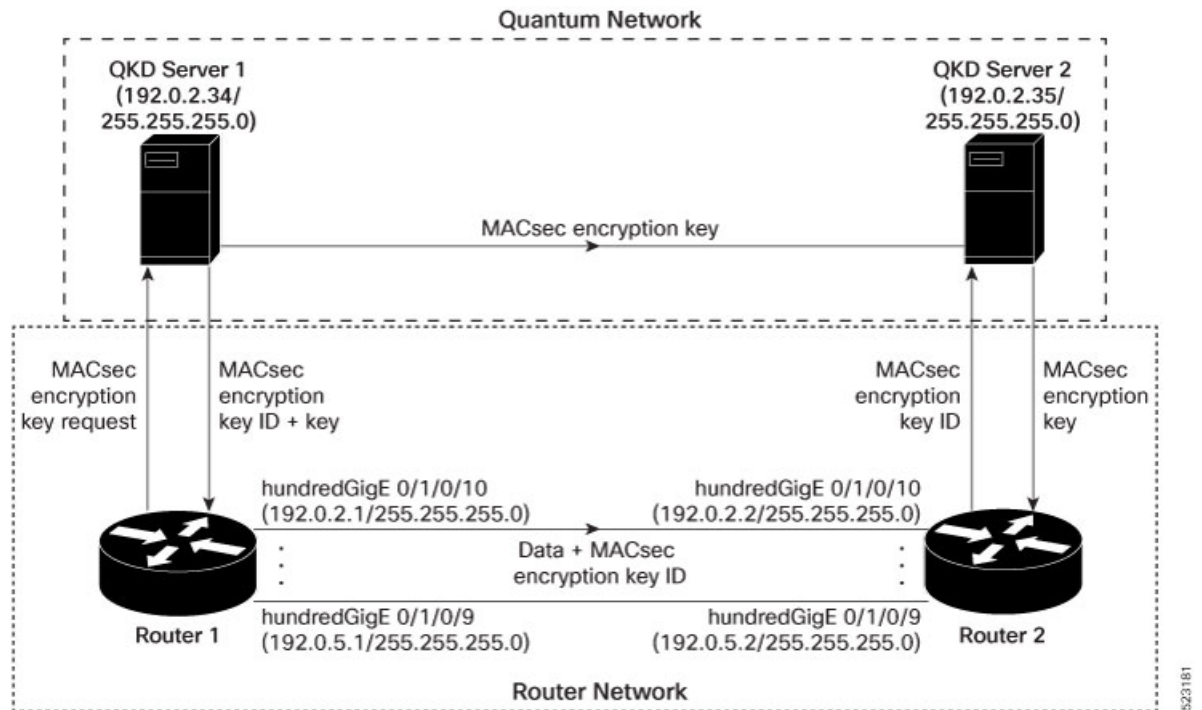 Quantum Network
QKD Server 1
(192.0.2.34/
255.255.255.0)
QKD Server 2
(192.0.2.35/
255.255.255.0)
MACsec encryption key
MACsec
encryption
key request
MACsec
encryption
key ID + key
MACsec
encryption
key ID
MACsec
encryption
key
hundredGigE 0/1/0/10
(192.0.2.1/255.255.255.0)
hundredGigE 0/1/0/10
(192.0.2.2/255.255.255.0)
Data + MACsec
encryption key ID
hundredGigE 0/1/0/9
(192.0.5.1/255.255.255.0)
hundredGigE 0/1/0/9
(192.0.5.2/255.255.255.0)
Router 1
Router 2
Router Network
523181